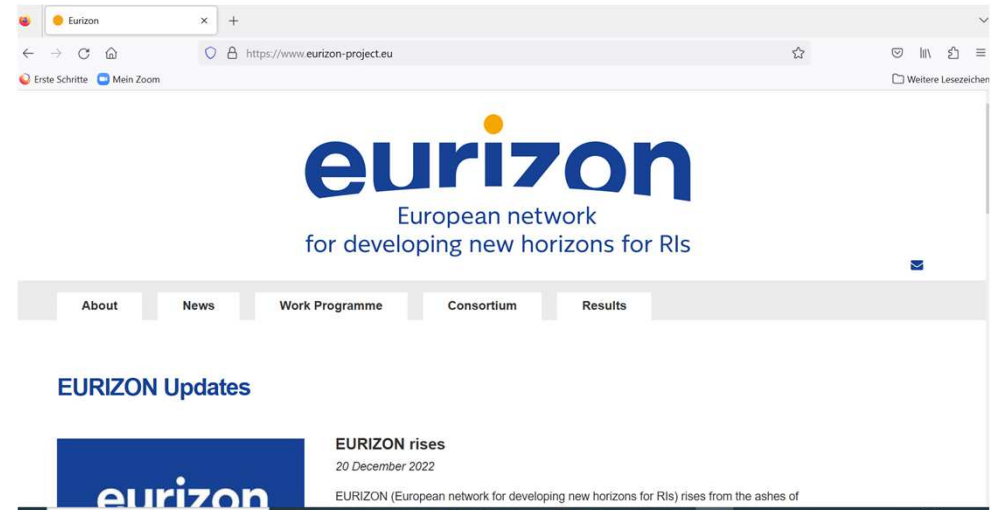 Eurizon
https://www.eurizon-project.eu
Erste Schritte Mein Zoom Weitere Lesezeichen
eurizon
European network
for developing new horizons for RIs
About News Work Programme Consortium Results
EURIZON Updates
EURIZON rises
20 December 2022
eurizon
EURIZON (European network for developing new horizons for RIs) rises from the ashes of